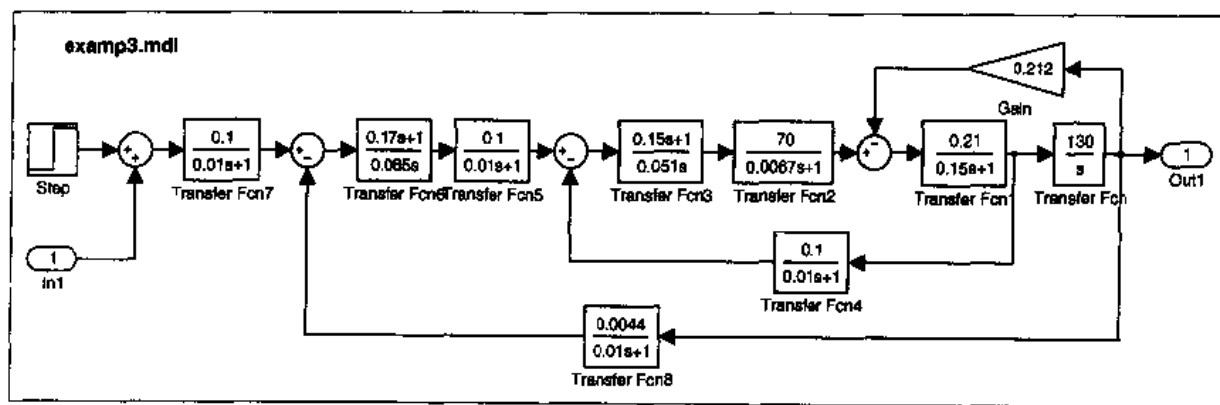 examp3.mdl
0.212
Gain
Step
+
+
0.1
0.01s+1
Transfer Fcn7
+
−
0.17s+1
0.085s
Transfer Fcn6
0.1
0.01s+1
Transfer Fcn5
+
−
0.15s+1
0.051s
Transfer Fcn3
70
0.0067s+1
Transfer Fcn2
−
+
0.21
0.15s+1
Transfer Fcn1
130
s
Transfer Fcn
1
Out1
1
In1
0.1
0.01s+1
Transfer Fcn4
0.0044
0.01s+1
Transfer Fcn8